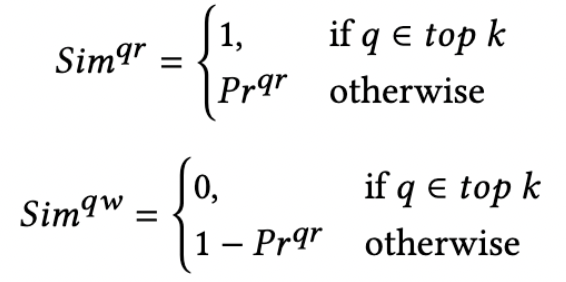 Sim^{qr} = { 1, if q ∈ top k
Pr^{qr} otherwise
Sim^{qw} = { 0, if q ∈ top k
1 − Pr^{qr} otherwise